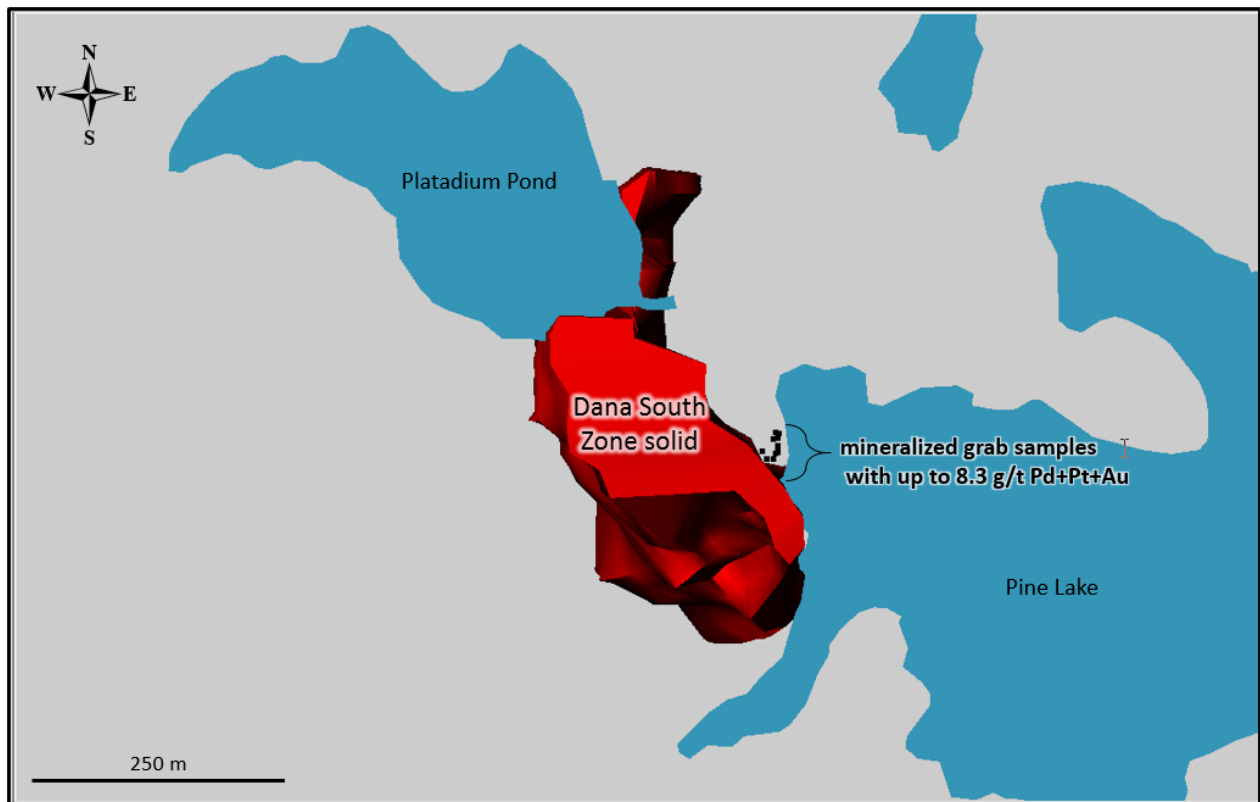 N
W E
S
Platadium Pond
Dana South
Zone solid
mineralized grab samples
with up to 8.3 g/t Pd+Pt+Au
Pine Lake
250 m